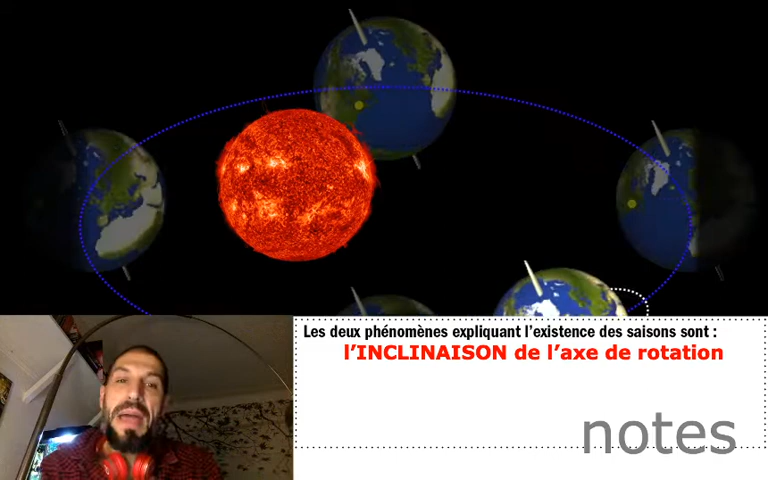 Les deux phénomènes expliquant l'existence des saisons sont :
l'INCLINAISON de l'axe de rotation
notes